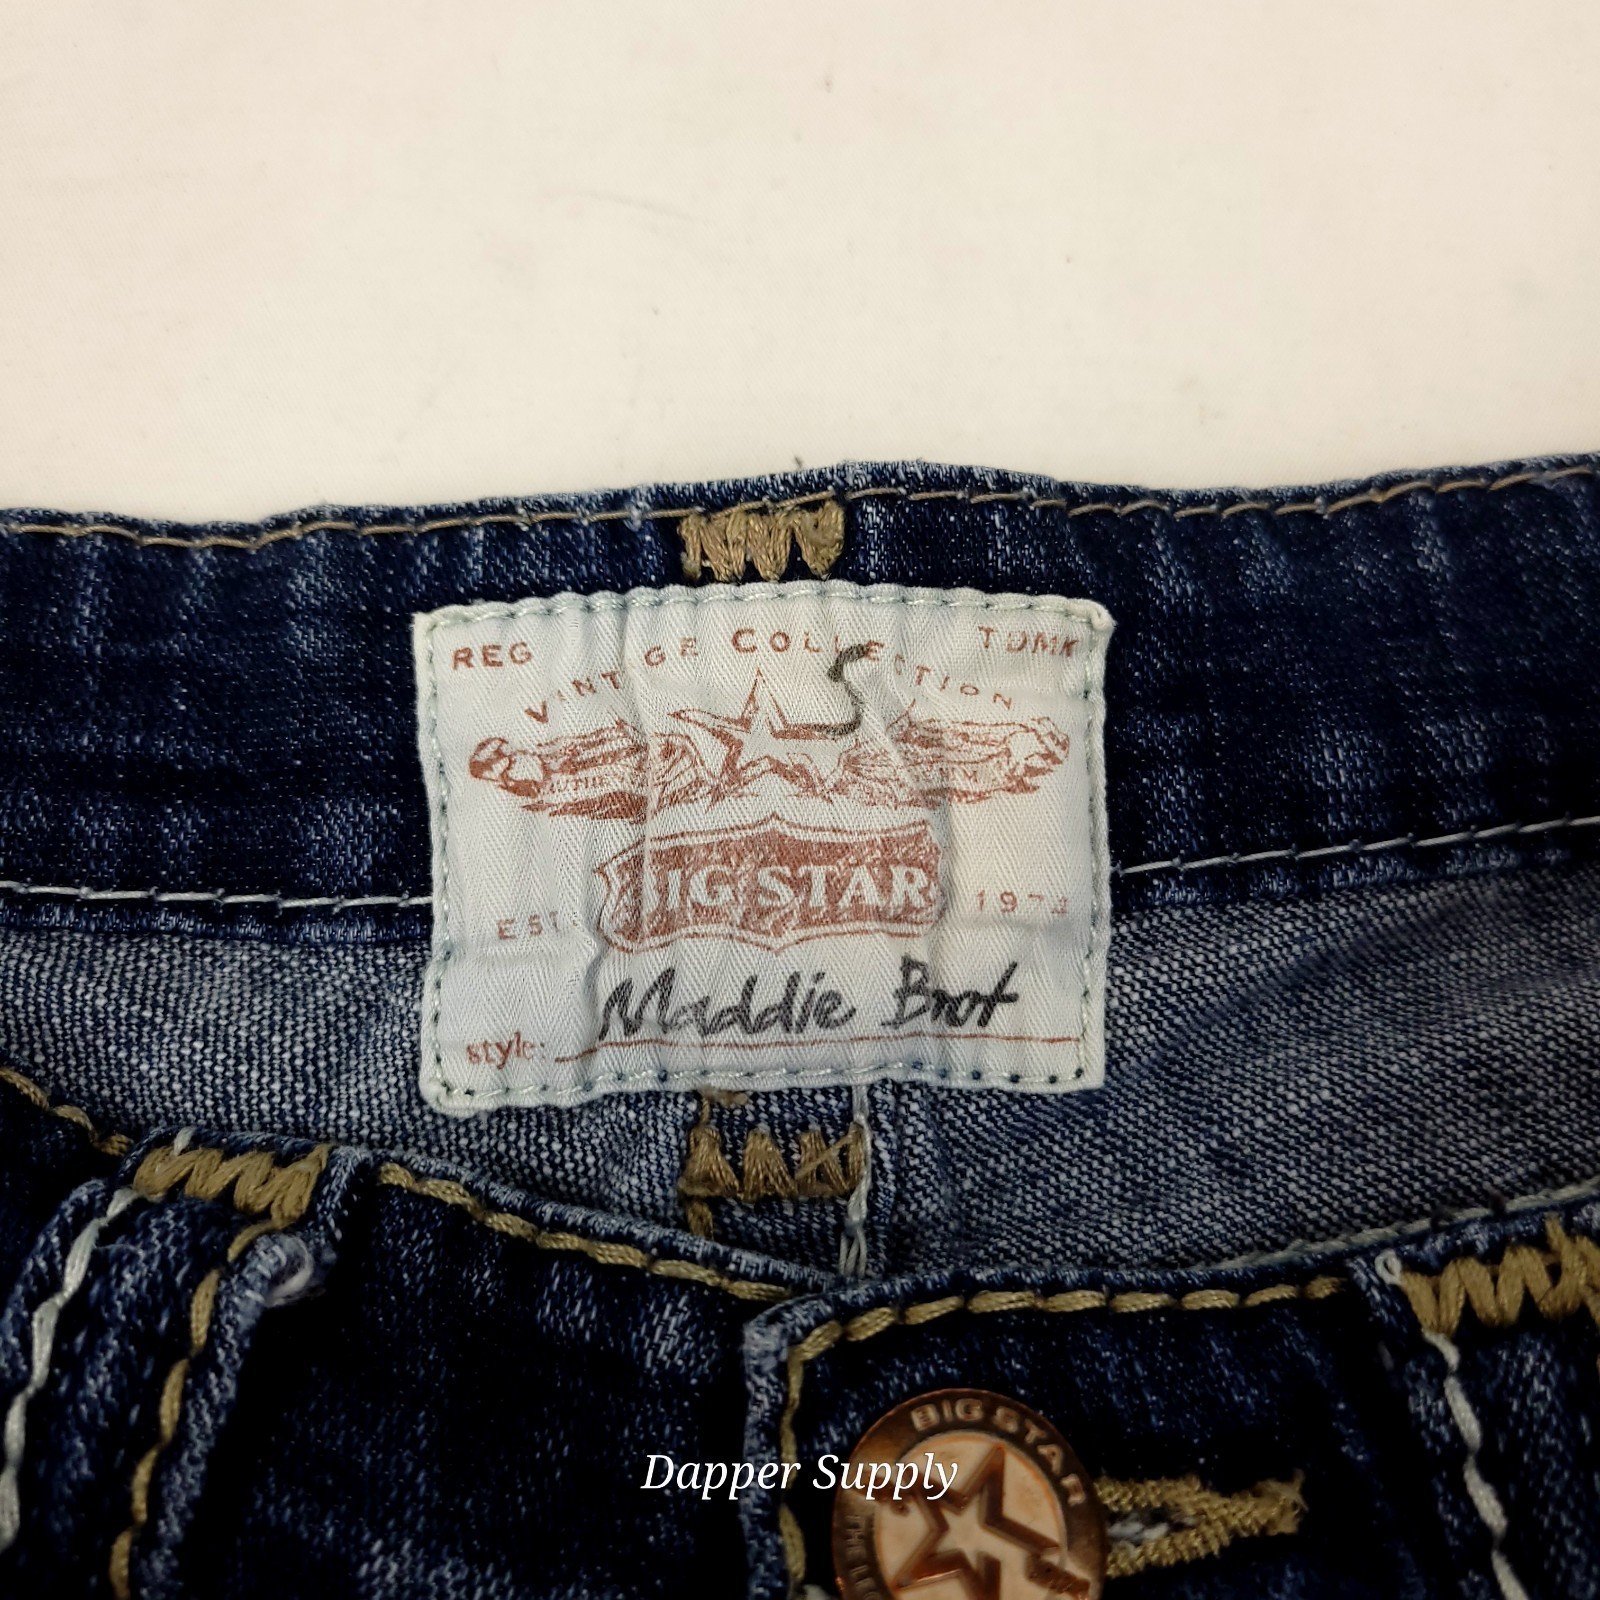 REG
TDMK
VINTAGE COLLECTION
S
BIG STAR
EST
1974
Maddie Boot
style:
BIG STAR
Dapper Supply